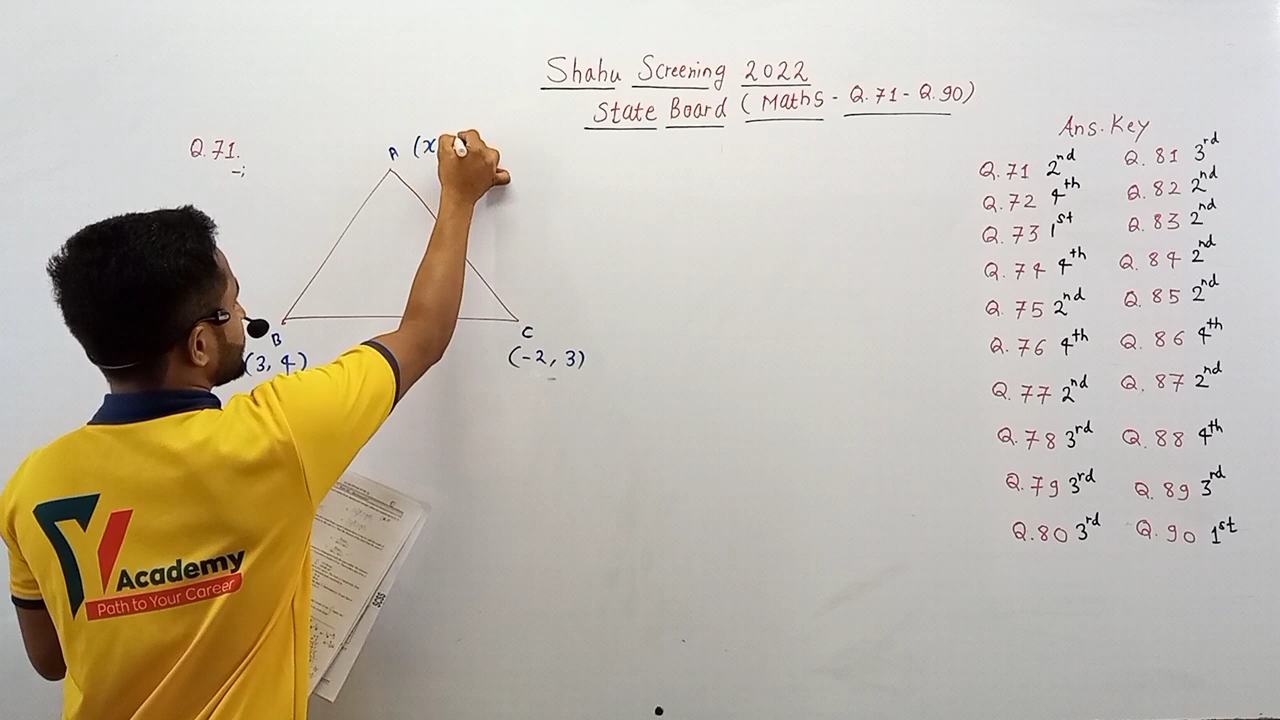 Shahu Screening 2022
State Board (Maths - Q.71 - Q.90)
Q.71.
A (x
B
(3, 4)
C
(-2, 3)
Ans. Key
Q.71 2nd
Q.72 4th
Q.73 1st
Q.74 4th
Q.75 2nd
Q.76 4th
Q.77 2nd
Q.78 3rd
Q.79 3rd
Q.80 3rd
Q.81 3rd
Q.82 2nd
Q.83 2nd
Q.84 2nd
Q.85 2nd
Q.86 4th
Q.87 2nd
Q.88 4th
Q.89 3rd
Q.90 1st
Academy
Path to Your Career